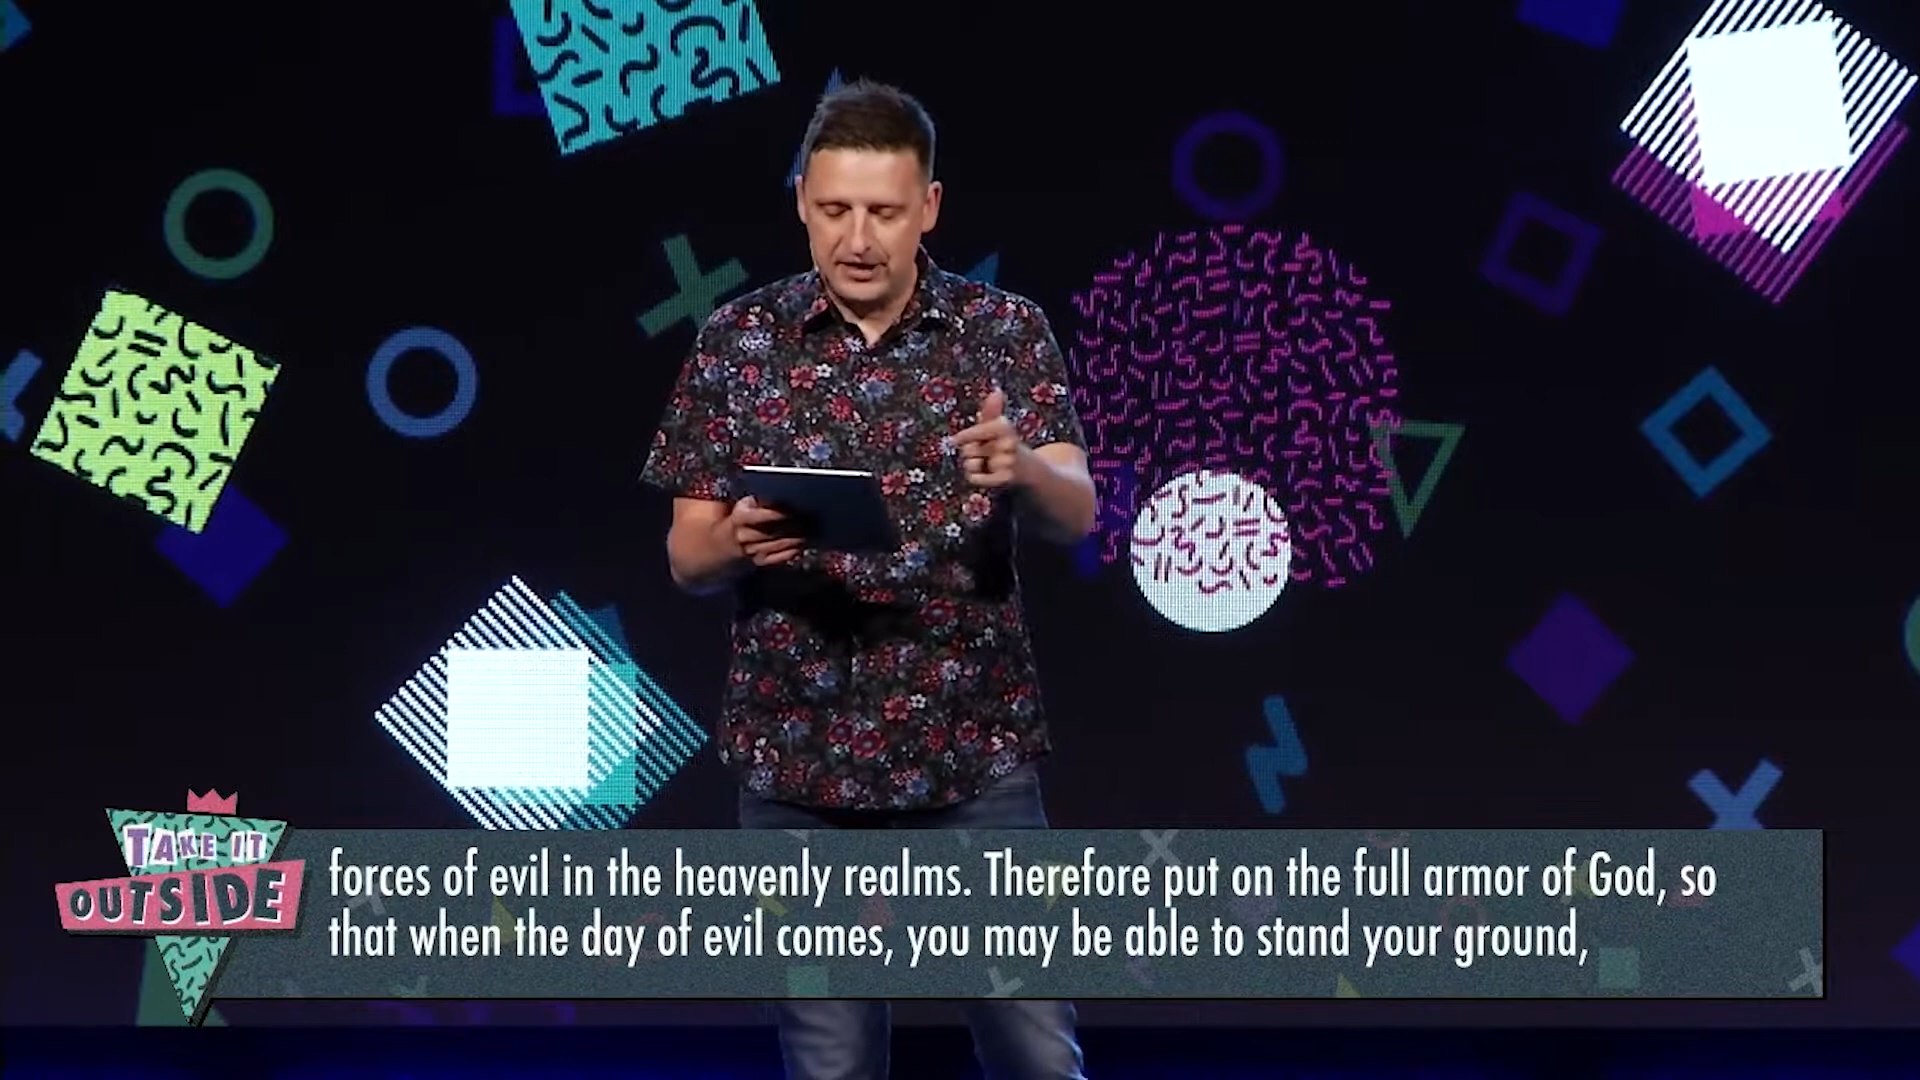 TAKE IT
OUTSIDE
forces of evil in the heavenly realms. Therefore put on the full armor of God, so
that when the day of evil comes, you may be able to stand your ground,